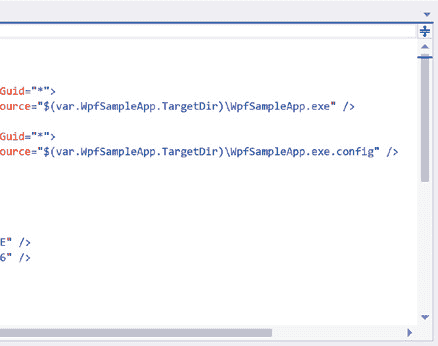 Guid="*">
ource="$(var.WpfSampleApp.TargetDir)\WpfSampleApp.exe" />
Guid="*">
ource="$(var.WpfSampleApp.TargetDir)\WpfSampleApp.exe.config" />
E" />
6" />